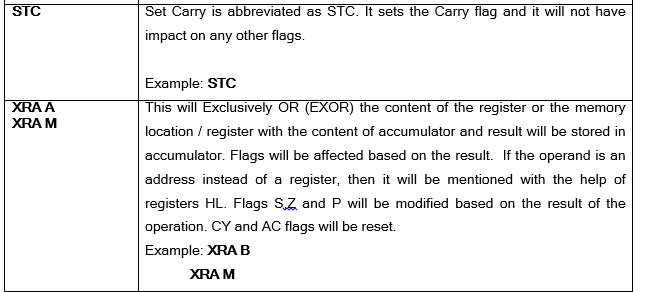 STC
Set Carry is abbreviated as STC. It sets the Carry flag and it will not have
impact on any other flags.
Example: STC
XRA A
XRA M
This will Exclusively OR (EXOR) the content of the register or the memory
location / register with the content of accumulator and result will be stored in
accumulator. Flags will be affected based on the result.  If the operand is an
address instead of a register, then it will be mentioned with the help of
registers HL. Flags S,Z and P will be modified based on the result of the
operation. CY and AC flags will be reset.
Example: XRA B
XRA M